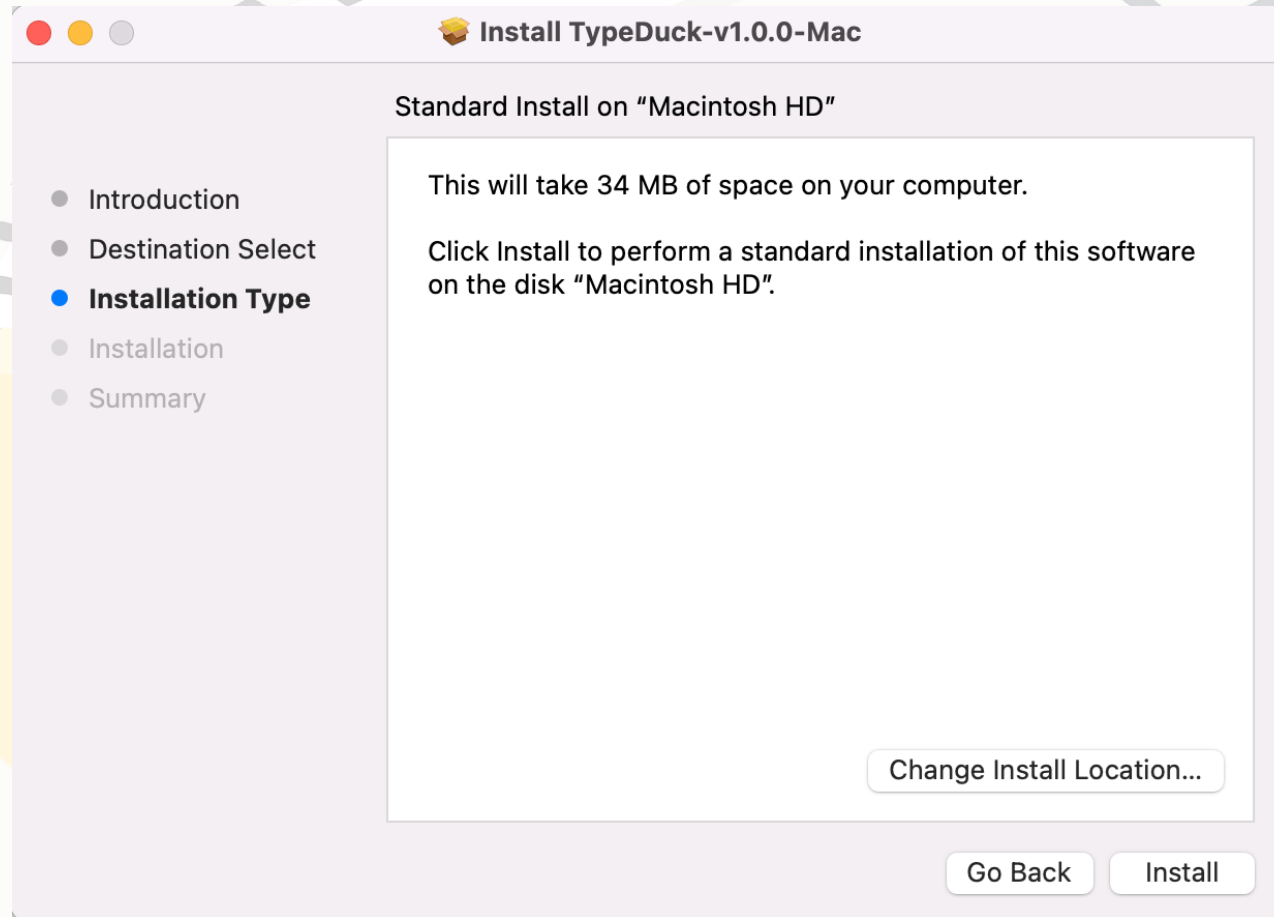 Install TypeDuck-v1.0.0-Mac
Standard Install on “Macintosh HD”
Introduction
Destination Select
Installation Type
Installation
Summary
This will take 34 MB of space on your computer.
Click Install to perform a standard installation of this software
on the disk “Macintosh HD”.
Change Install Location...
Go Back
Install